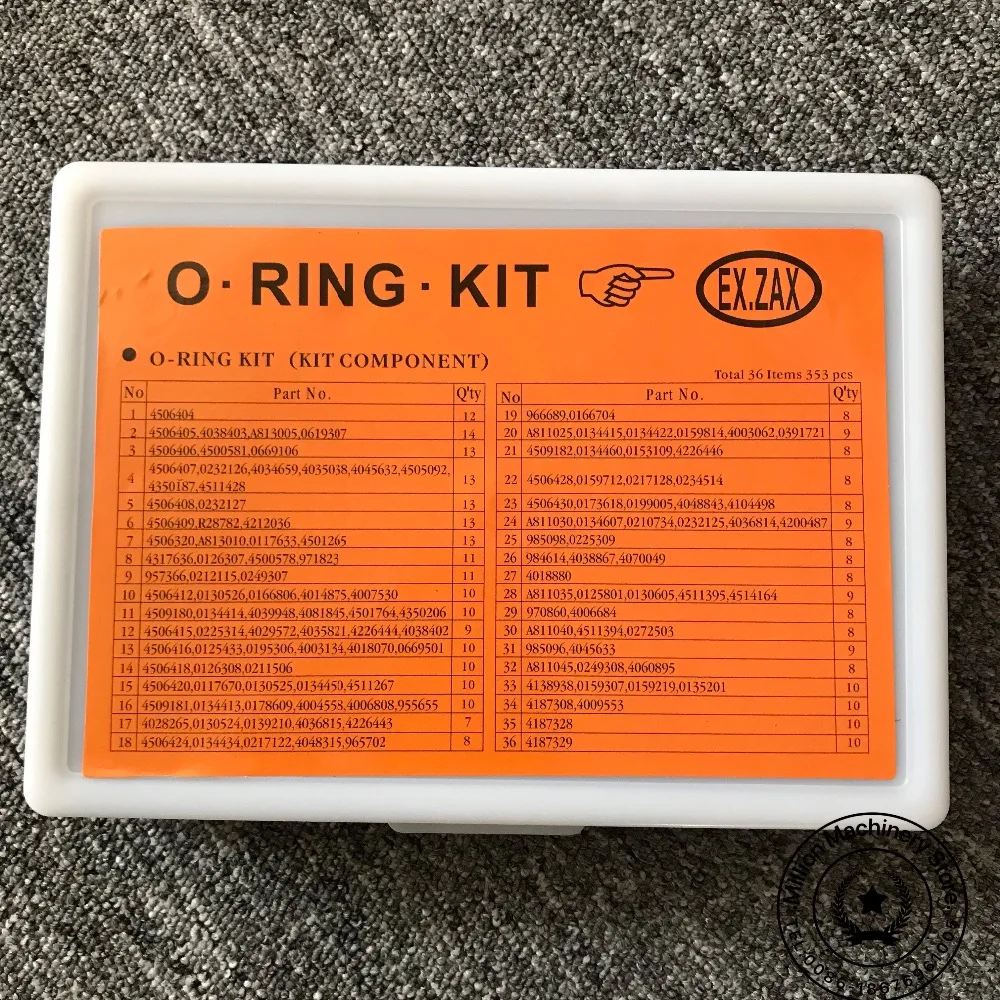 O·RING·KIT
EX.ZAX
● O-RING KIT (KIT COMPONENT)
Total 36 Items 353 pcs
No Part No. Q'ty
1 4506404 12
2 4506405,4038403,A813005,0619307 14
3 4506406,4500581,0669106 13
4 4506407,0232126,4034659,4035038,4045632,4505092,
4350187,4511428 13
5 4506408,0232127 13
6 4506409,R28782,4212036 13
7 4506320,A813010,0117633,4501265 13
8 4317636,0126307,4500578,971823 11
9 957366,0212115,0249307 11
10 4506412,0130526,0166806,4014875,4007530 10
11 4509180,0134414,4039948,4081845,4501764,4350206 10
12 4506415,0225314,4029572,4035821,4226444,4038402 9
13 4506416,0125433,0195306,4003134,4018070,0669501 10
14 4506418,0126308,0211506 10
15 4506420,0117670,0130525,0134450,4511267 10
16 4509181,0134413,0178609,4004558,4006808,955655 10
17 4028265,0130524,0139210,4036815,4226443 7
18 4506424,0134434,0217122,4048315,965702 8
No Part No. Q'ty
19 966689,0166704 8
20 A811025,0134415,0134422,0159814,4003062,0391721 9
21 4509182,0134460,0153109,4226446 8
22 4506428,0159712,0217128,0234514 8
23 4506430,0173618,0199005,4048843,4104498 8
24 A811030,0134607,0210734,0232125,4036814,4200487 9
25 985098,0225309 8
26 984614,4038867,4070049 8
27 4018880 8
28 A811035,0125801,0130605,4511395,4514164 9
29 970860,4006684 8
30 A811040,4511394,0272503 8
31 985096,4045633 9
32 A811045,0249308,4060895 8
33 4138938,0159307,0159219,0135201 10
34 4187308,4009553 10
35 4187328 10
36 4187329 10
Million Machinery Store